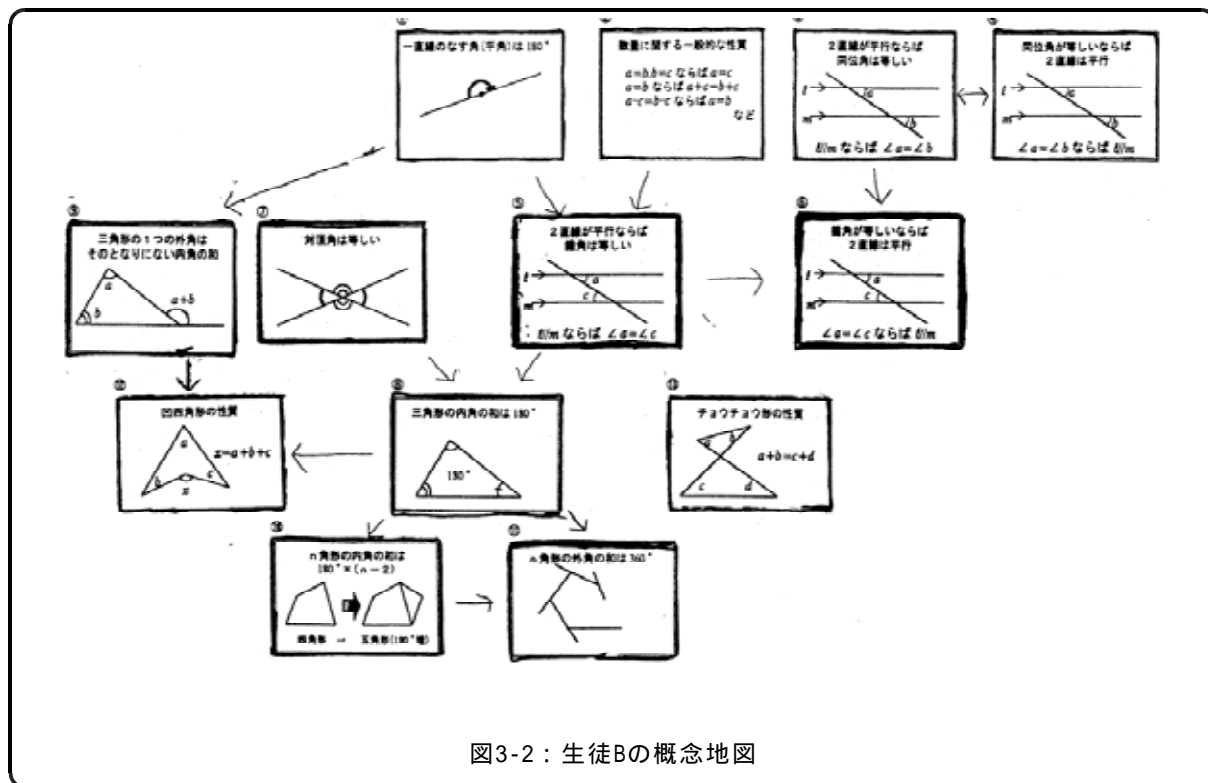 一直線のなす角(平角)は180°
数量に関する一般的な性質
a=b,b=c ならば a=c
a=b ならば a+c=b+c
a-c=b-c ならば a=b
など
2直線が平行ならば
同位角は等しい
l
a
m
b
l//m ならば ∠a=∠b
同位角が等しいならば
2直線は平行
l
a
m
b
∠a=∠b ならば l//m
三角形の1つの外角は
そのとなりにない内角の和
a
a+b
b
⑦
対頂角は等しい
⑤
2直線が平行ならば
錯角は等しい
l
a
m
c
l//m ならば ∠a=∠c
⑥
錯角が等しいならば
2直線は平行
l
a
m
c
∠a=∠c ならば l//m
⑫
凹四角形の性質
a
x=a+b+c
b
c
x
三角形の内角の和は180°
180°
⑬
チョウチョウ形の性質
a
b
a+b=c+d
c
d
⑩
n角形の内角の和は
180°×(n-2)
四角形
五角形(180°増)
⑪
n角形の外角の和は360°
図3-2：生徒Bの概念地図